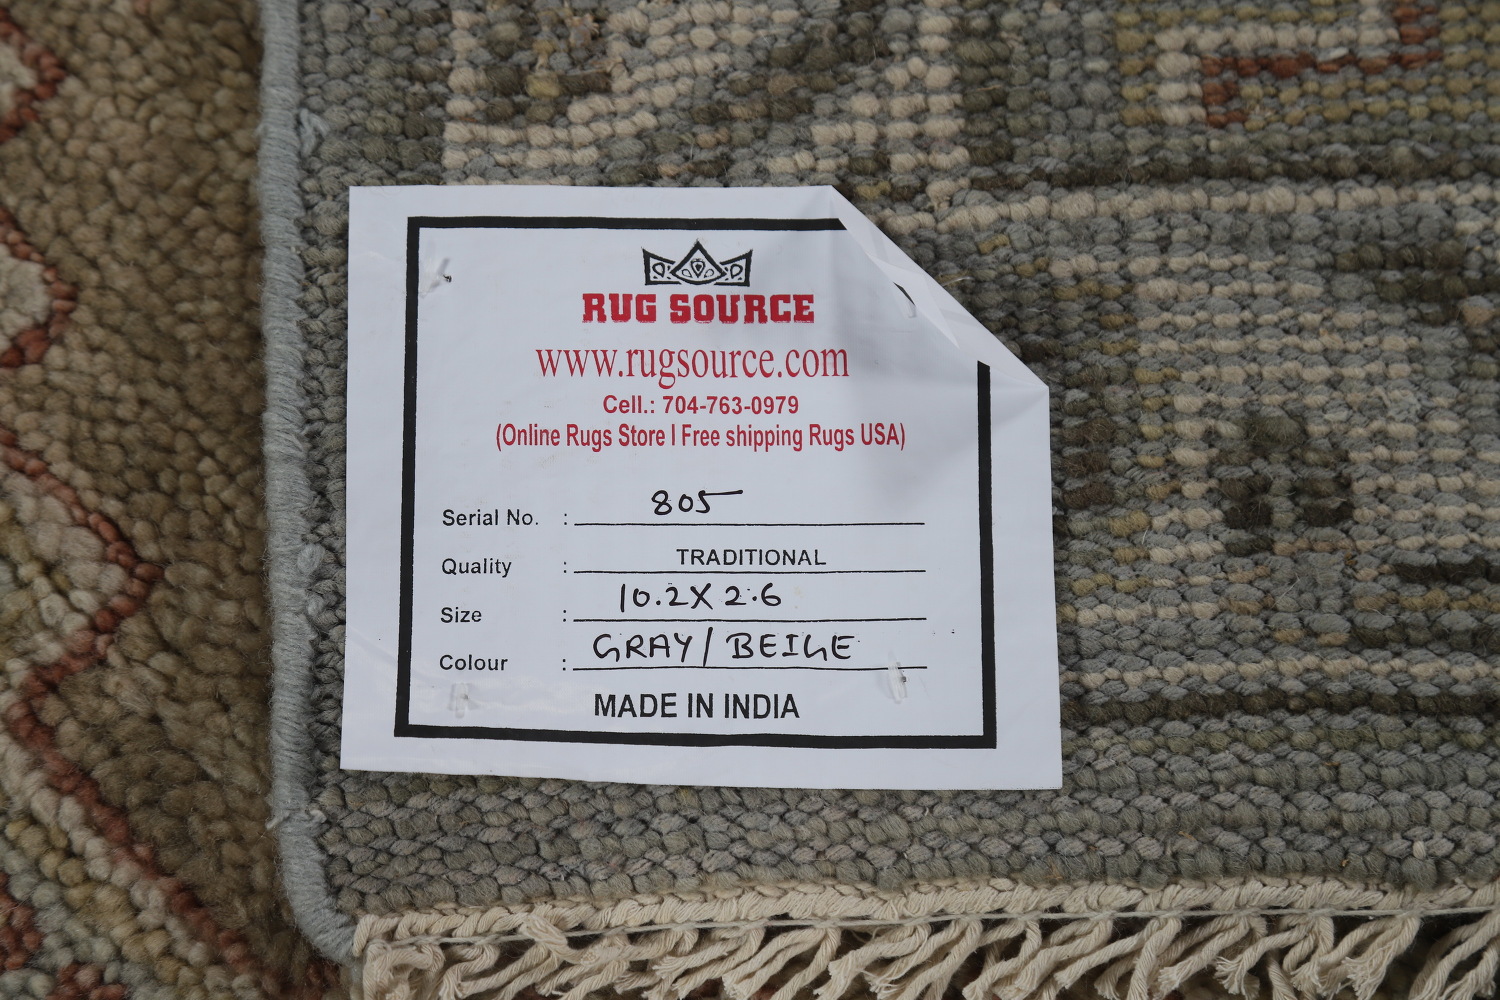 RUG SOURCE
www.rugsource.com
Cell.: 704-763-0979
(Online Rugs Store I Free shipping Rugs USA)
Serial No. : 805
Quality : TRADITIONAL
Size : 10.2X2.6
Colour : GRAY/BEIGE
MADE IN INDIA